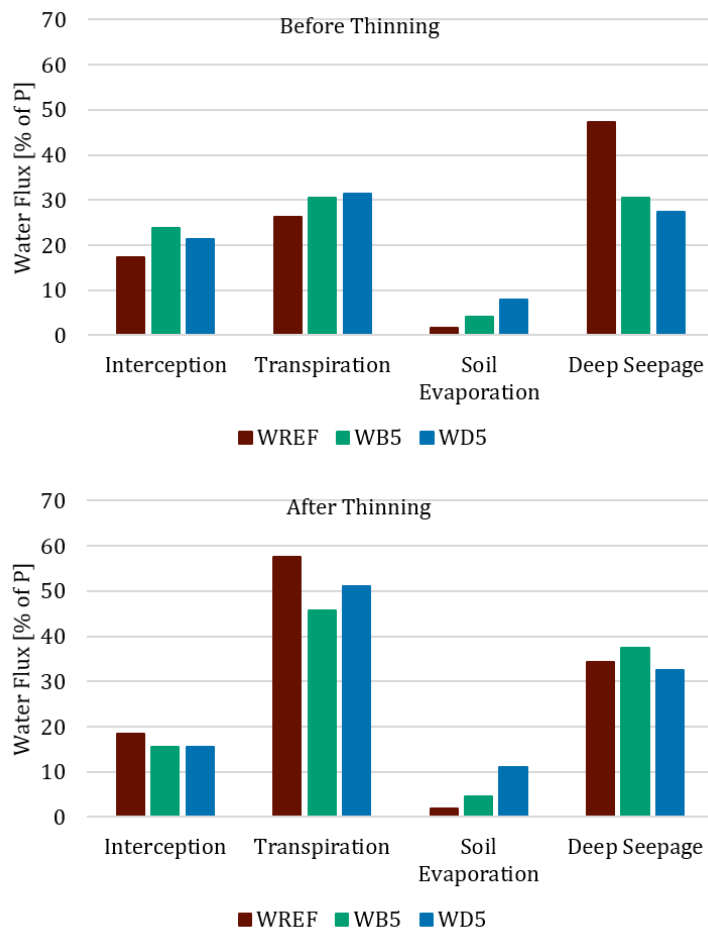 Before Thinning
Water Flux [% of P]
70
60
50
40
30
20
10
0
Interception Transpiration Soil Evaporation Deep Seepage
WREF WB5 WD5
After Thinning
Water Flux [% of P]
70
60
50
40
30
20
10
0
Interception Transpiration Soil Evaporation Deep Seepage
WREF WB5 WD5